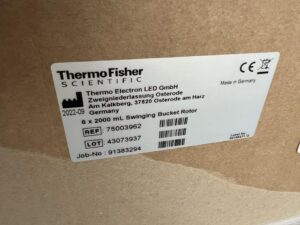 ThermoFisher
SCIENTIFIC
CE
Made in Germany
2022-09
Thermo Electron LED GmbH
Zweigniederlassung Osterode
Am Kalkberg, 37520 Osterode am Harz
Germany
6 x 2000 mL Swinging Bucket Rotor
REF 75003962
LOT 43073937
Job-No : 91383294